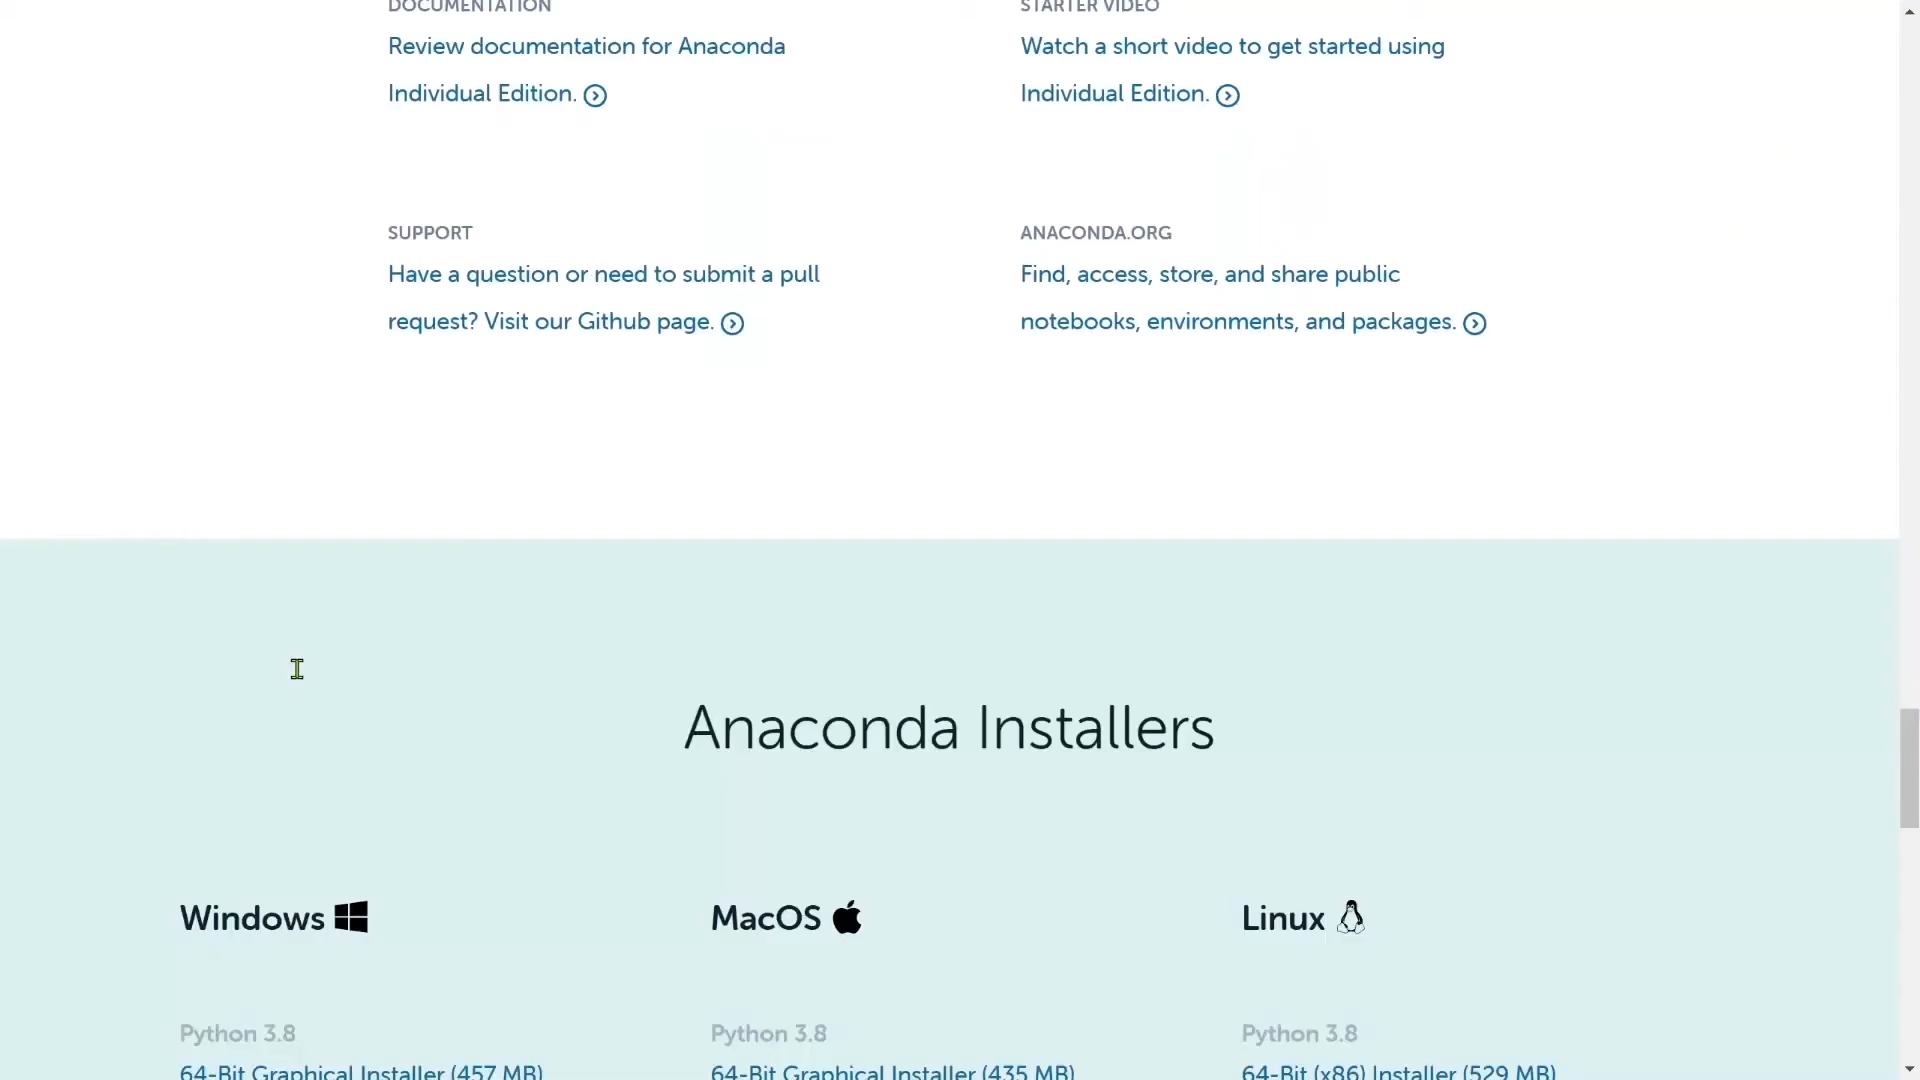 DOCUMENTATION
Review documentation for Anaconda
Individual Edition.
STARTER VIDEO
Watch a short video to get started using
Individual Edition.
SUPPORT
Have a question or need to submit a pull
request? Visit our Github page.
ANACONDA.ORG
Find, access, store, and share public
notebooks, environments, and packages.
Anaconda Installers
Windows
MacOS
Linux
Python 3.8
64-Bit Graphical Installer (457 MB)
Python 3.8
64-Bit Graphical Installer (435 MB)
Python 3.8
64-Bit (x86) Installer (529 MB)